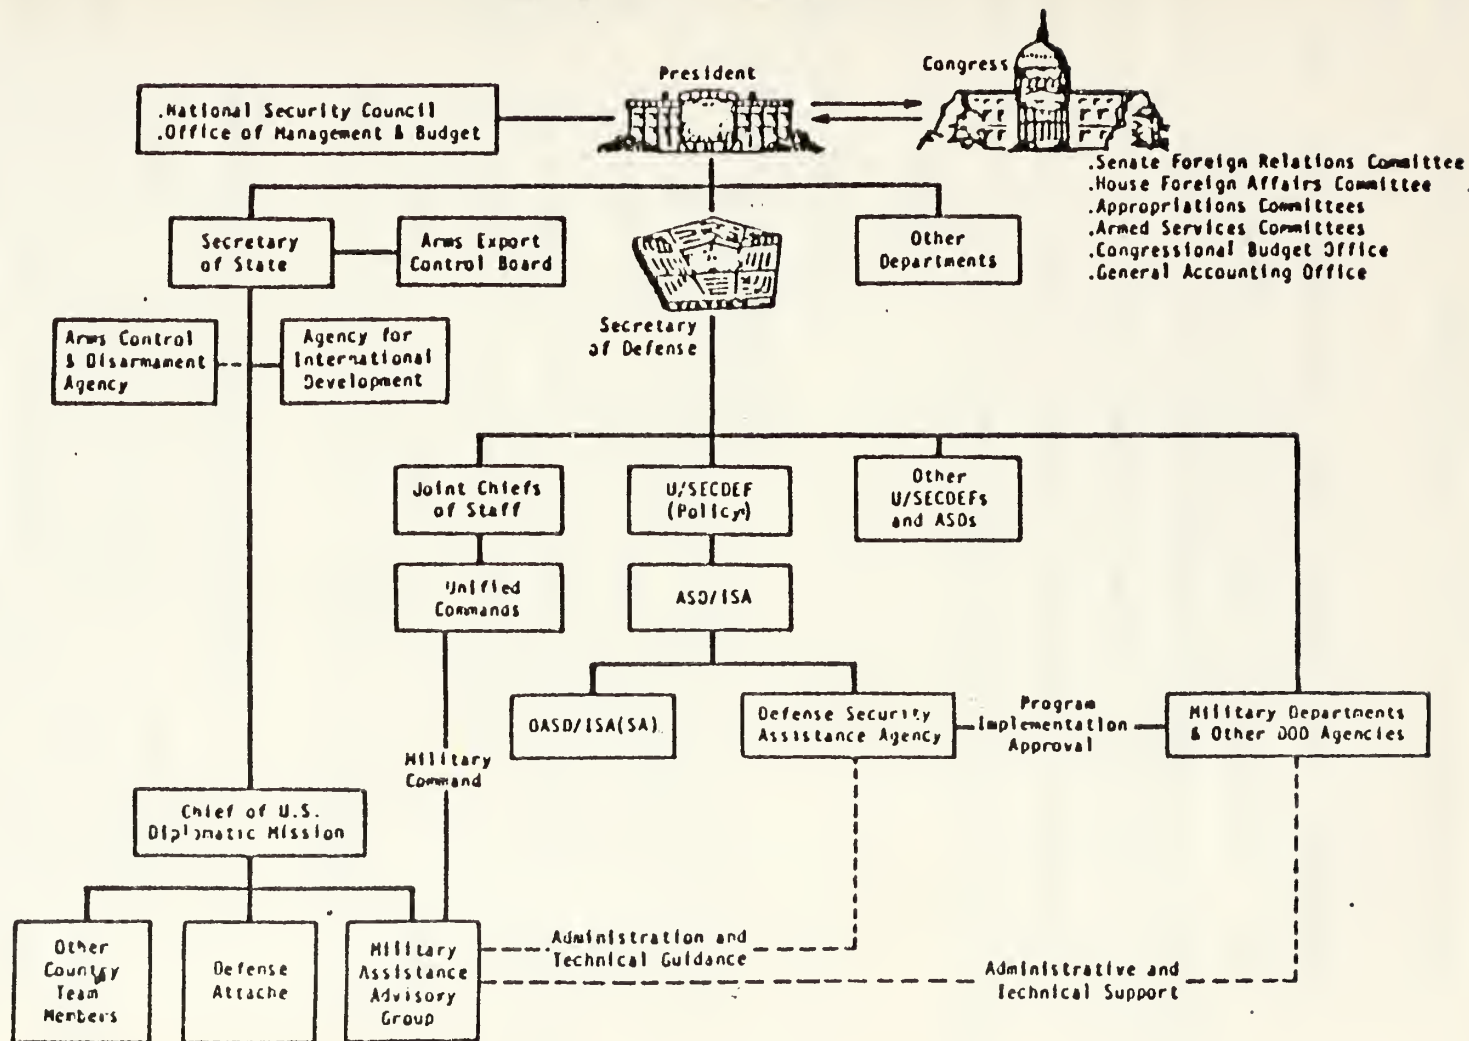 President
Congress
.National Security Council
.Office of Management & Budget
.Senate Foreign Relations Committee
.House Foreign Affairs Committee
.Appropriations Committees
.Armed Services Committees
.Congressional Budget Office
.General Accounting Office
Secretary
of State
Arms Export
Control Board
Other
Departments
Secretary
of Defense
Arms Control
& Disarmament
Agency
Agency for
International
Development
Joint Chiefs
of Staff
U/SECDEF
(Policy)
Other
U/SECDEFs
and ASDs
Unified
Commands
ASD/ISA
OASD/ISA(SA)
Defense Security
Assistance Agency
Program
Implementation
Approval
Military Departments
& Other DOD Agencies
Military
Command
Chief of U.S.
Diplomatic Mission
Other
Country
Team
Members
Defense
Attache
Military
Assistance
Advisory
Group
Administration and
Technical Guidance
Administrative and
Technical Support